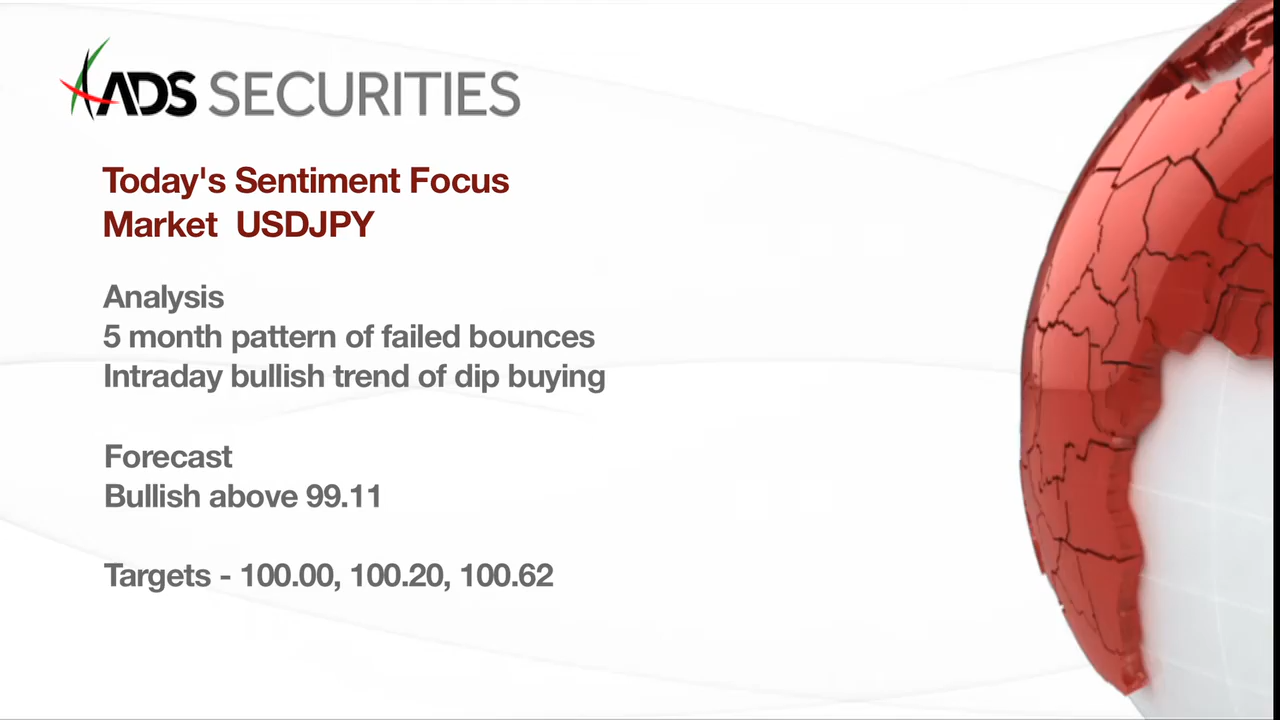 ADS SECURITIES
Today's Sentiment Focus
Market USDJPY
Analysis
5 month pattern of failed bounces
Intraday bullish trend of dip buying
Forecast
Bullish above 99.11
Targets - 100.00, 100.20, 100.62